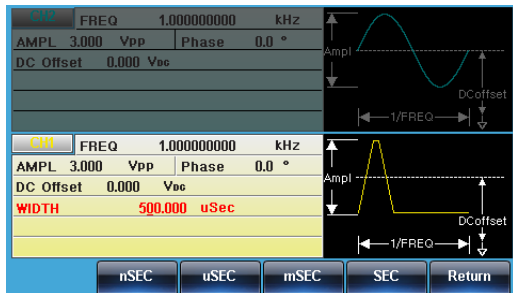 CH2 FREQ 1.000000000 kHz
AMPL 3.000 Vpp Phase 0.0 °
DC Offset 0.000 VDC
Ampl
DCoffset
1/FREQ
CH1 FREQ 1.000000000 kHz
AMPL 3.000 Vpp Phase 0.0 °
DC Offset 0.000 VDC
WIDTH 500.000 uSec
Ampl
DCoffset
1/FREQ
nSEC uSEC mSEC SEC Return